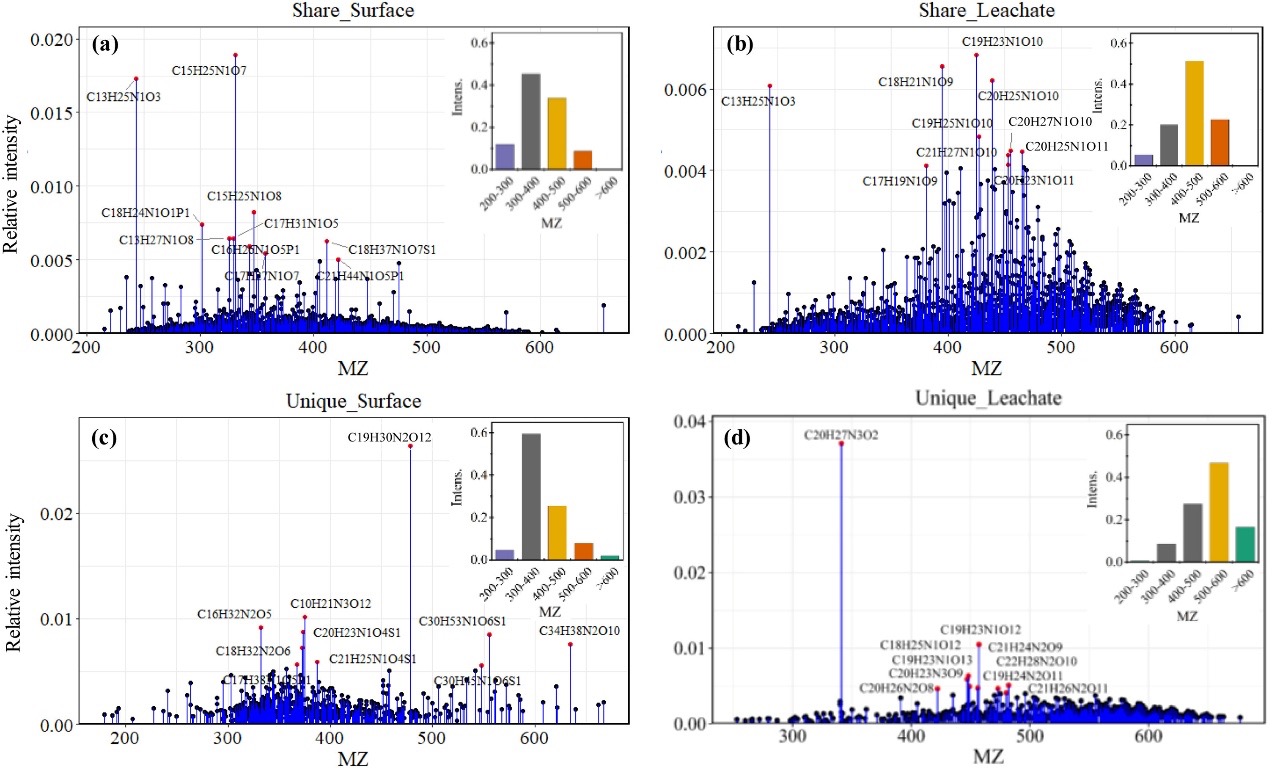 Share_Surface
(a)
0.020
0.015
0.010
0.005
0.000
Relative intensity
200
300
400
500
600
MZ
C15H25N1O7
C13H25N1O3
C15H25N1O8
C18H24N1O1P1
C17H31N1O5
C13H27N1O8
C16H26N1O5P1
C18H37N1O7S1
C21H44N1O5P1
Intens.
0.6
0.4
0.2
0.0
200-300
300-400
400-500
500-600
>600
MZ
Share_Leachate
(b)
0.006
0.004
0.002
0.000
200
300
400
500
600
MZ
C19H23N1O10
C18H21N1O9
C13H25N1O3
C20H25N1O10
C19H25N1O10
C20H27N1O10
C21H27N1O10
C20H25N1O11
C17H19N1O9
C20H23N1O11
Intens.
0.6
0.4
0.2
0.0
200-300
300-400
400-500
500-600
>600
MZ
Unique_Surface
(c)
0.02
0.01
0.00
Relative intensity
200
300
400
500
600
MZ
C19H30N2O12
C10H21N3O12
C16H32N2O5
C20H23N1O4S1
C18H32N2O6
C21H25N1O4S1
C30H53N1O6S1
C34H38N2O10
Intens.
0.6
0.4
0.2
0.0
200-300
300-400
400-500
500-600
>600
MZ
Unique_Leachate
(d)
0.04
0.03
0.02
0.01
0.00
300
400
500
600
MZ
C20H27N3O2
C19H23N1O12
C18H25N1O12
C21H24N2O9
C19H23N1O13
C22H28N2O10
C20H23N3O9
C19H24N2O11
C20H26N2O8
C21H26N2O11
Intens.
0.6
0.4
0.2
0.0
200-300
300-400
400-500
500-600
>600
MZ